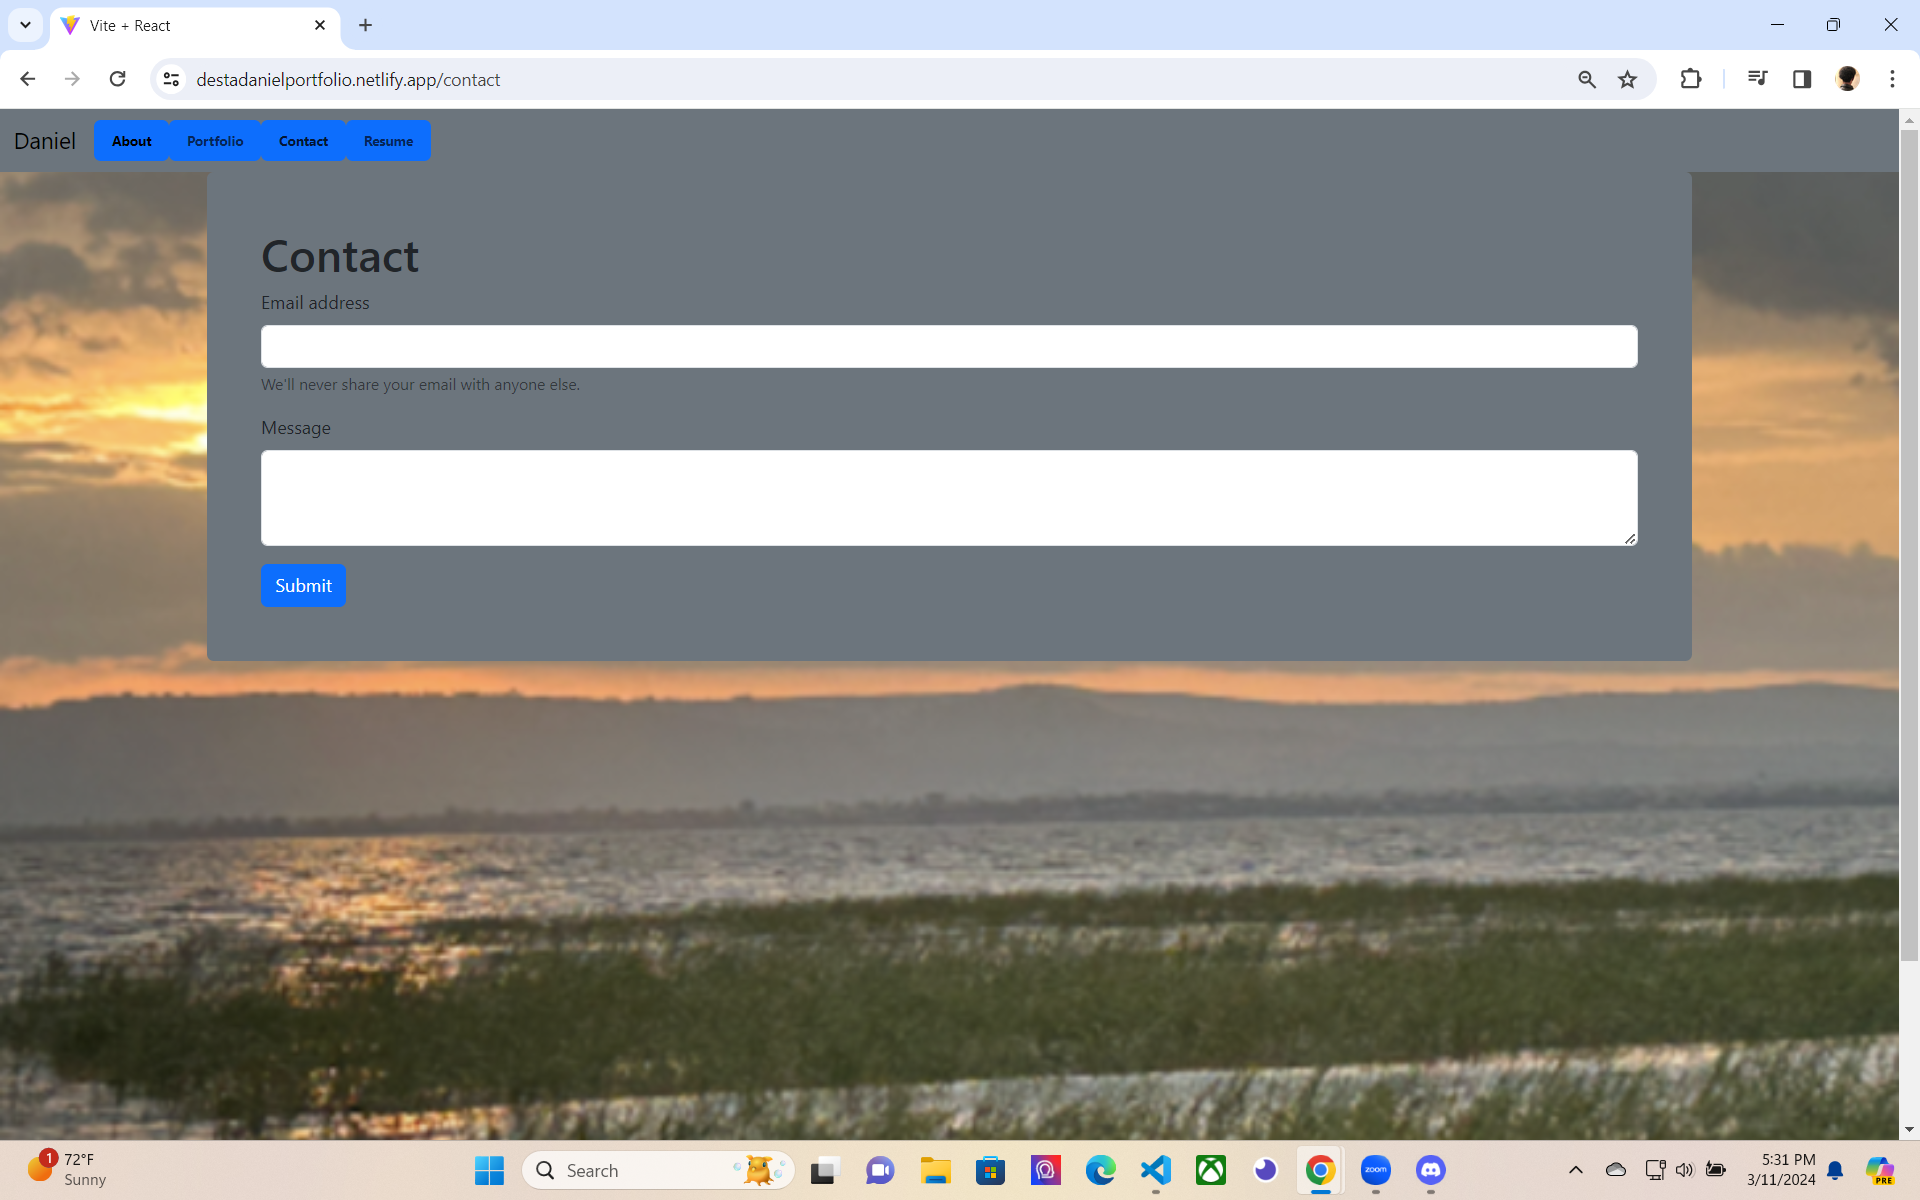 Vite + React
destadanielportfolio.netlify.app/contact
Daniel About Portfolio Contact Resume
Contact
Email address
We'll never share your email with anyone else.
Message
Submit
1
72°F
Sunny
Search
zoom
5:31 PM
3/11/2024
PRE